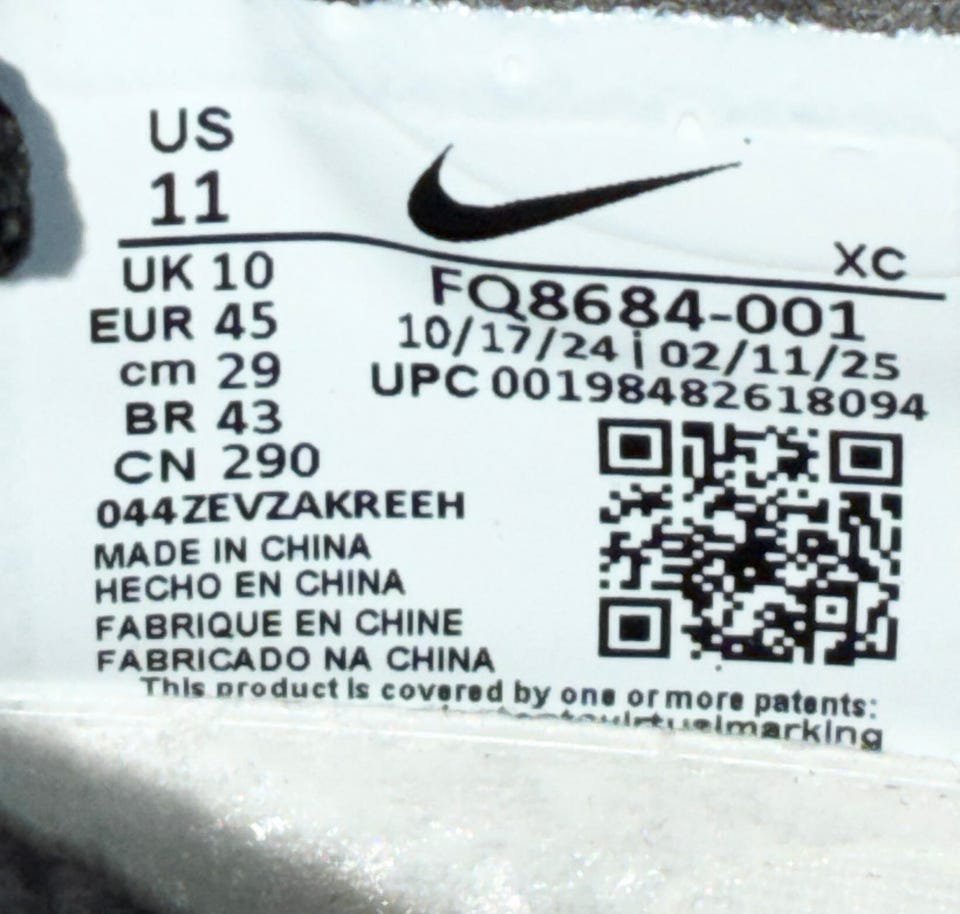 US
11
XC
UK 10
EUR 45
cm 29
BR 43
CN 290
FQ8684-001
10/17/24 i 02/11/25
UPC 00198482618094
044ZEVZAKREEH
MADE IN CHINA
HECHO EN CHINA
FABRIQUE EN CHINE
FABRICADO NA CHINA
This product is covered by one or more patents: